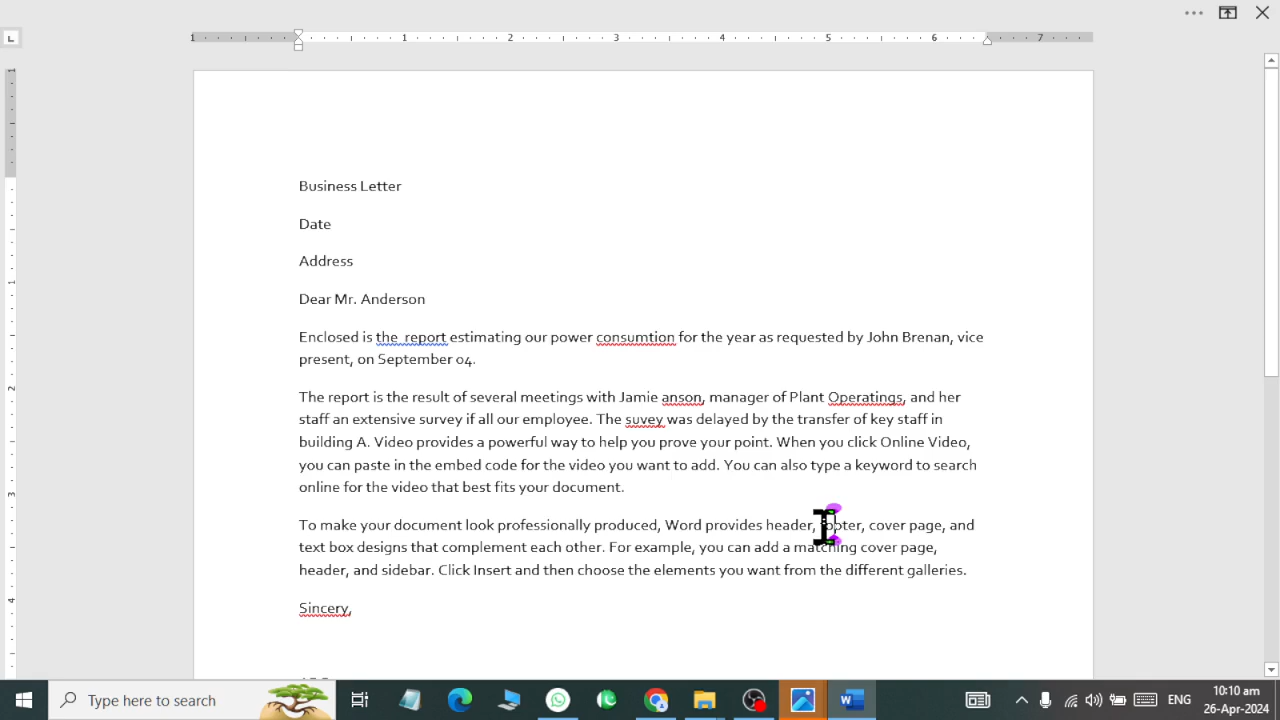 1 1 2 3 4 5 6 7
Business Letter
Date
Address
Dear Mr. Anderson
Enclosed is the  report estimating our power consumtion for the year as requested by John Brenan, vice
present, on September 04.
The report is the result of several meetings with Jamie anson, manager of Plant Operatings, and her
staff an extensive survey if all our employee. The suvey was delayed by the transfer of key staff in
building A. Video provides a powerful way to help you prove your point. When you click Online Video,
you can paste in the embed code for the video you want to add. You can also type a keyword to search
online for the video that best fits your document.
To make your document look professionally produced, Word provides header, footer, cover page, and
text box designs that complement each other. For example, you can add a matching cover page,
header, and sidebar. Click Insert and then choose the elements you want from the different galleries.
Sincery,
Type here to search
ENG
10:10 am
26-Apr-2024